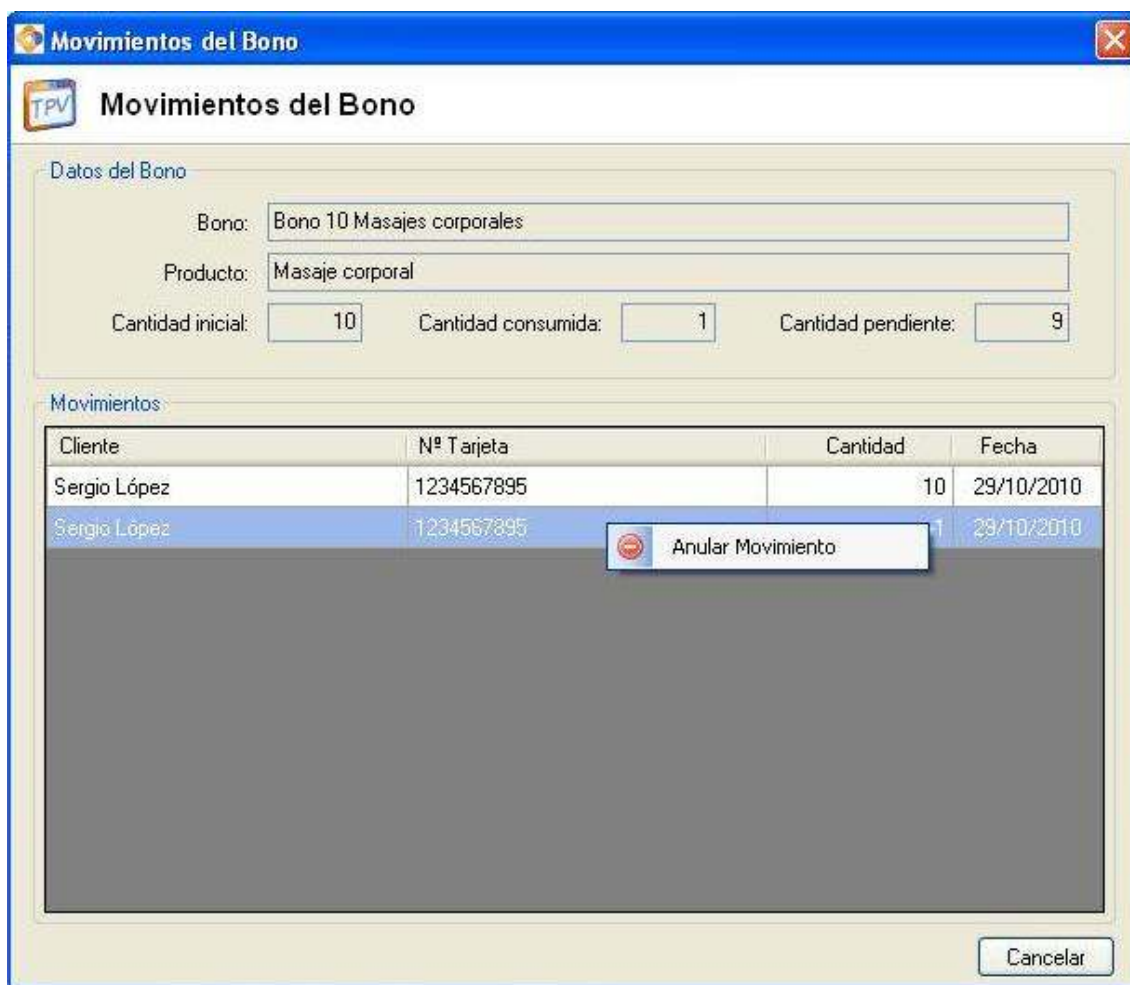 Movimientos del Bono
TPV Movimientos del Bono
Datos del Bono
Bono: Bono 10 Masajes corporales
Producto: Masaje corporal
Cantidad inicial: 10 Cantidad consumida: 1 Cantidad pendiente: 9
Movimientos
Cliente Nº Tarjeta Cantidad Fecha
Sergio López 1234567895 10 29/10/2010
Sergio López 1234567895 -1 29/10/2010
Anular Movimiento
Cancelar